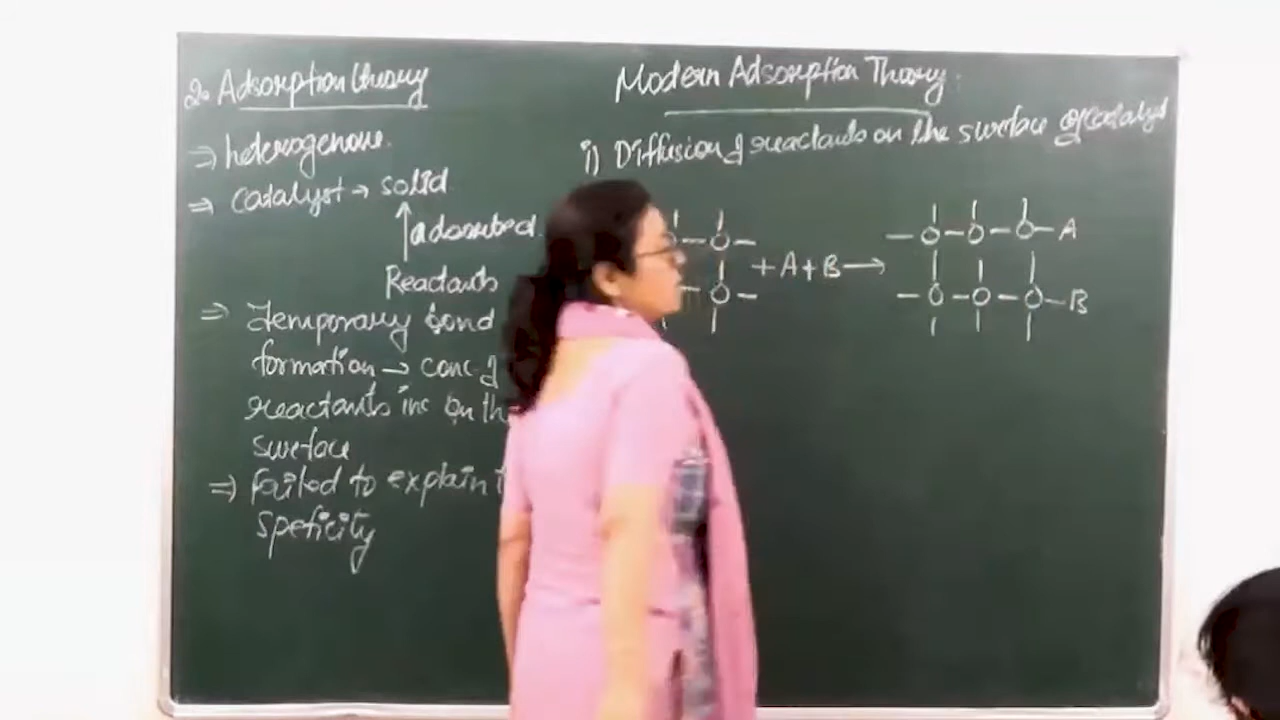 2. Adsorption theory
⇒ heterogenous.
⇒ catalyst → solid
↑ adsorbed.
Reactants
⇒ Temporary bond
formation → conc of
reactants inc on th
surface
⇒ failed to explain i
speficity
Modern Adsorption Theory.
i) Diffusion of reactants on the surface of catalyst
+ A + B → A
B